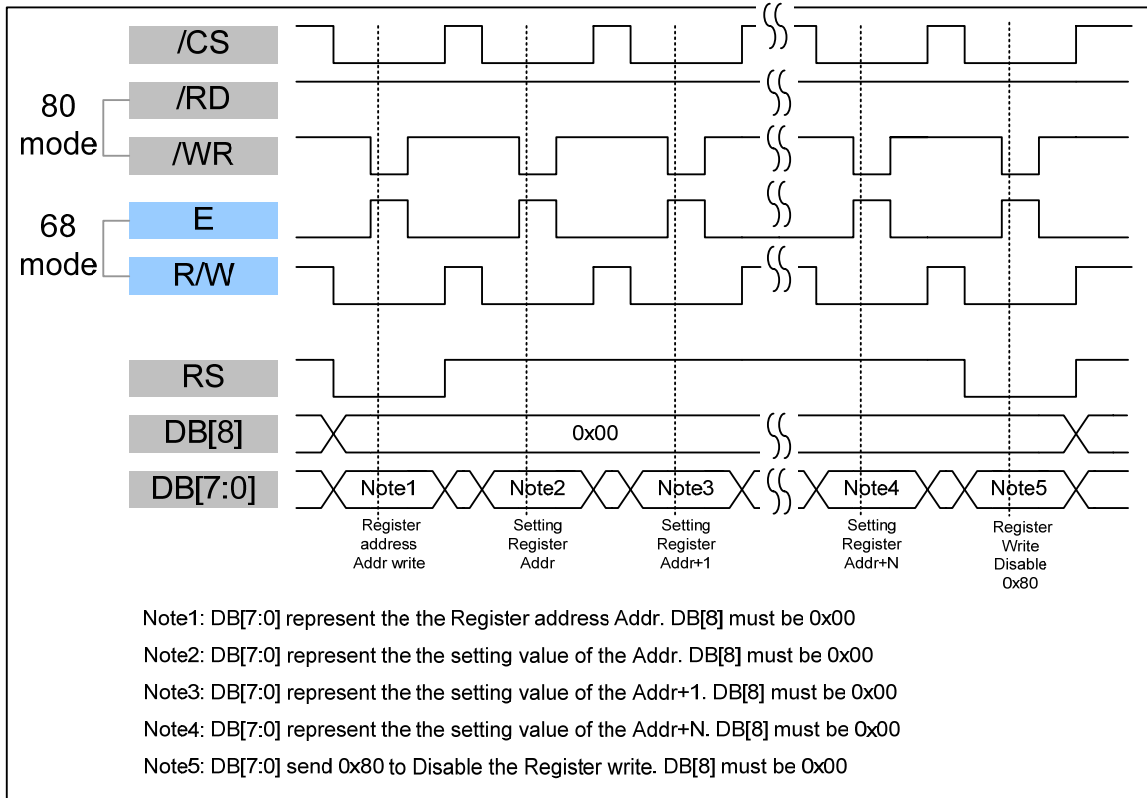 /CS
80 mode
/RD
/WR
68 mode
E
R/W
RS
DB[8]
0x00
DB[7:0]
Note1
Note2
Note3
Note4
Note5
Register
address
Addr write
Setting
Register
Addr
Setting
Register
Addr+1
Setting
Register
Addr+N
Register
Write
Disable
0x80
Note1: DB[7:0] represent the the Register address Addr. DB[8] must be 0x00
Note2: DB[7:0] represent the the setting value of the Addr. DB[8] must be 0x00
Note3: DB[7:0] represent the the setting value of the Addr+1. DB[8] must be 0x00
Note4: DB[7:0] represent the the setting value of the Addr+N. DB[8] must be 0x00
Note5: DB[7:0] send 0x80 to Disable the Register write. DB[8] must be 0x00